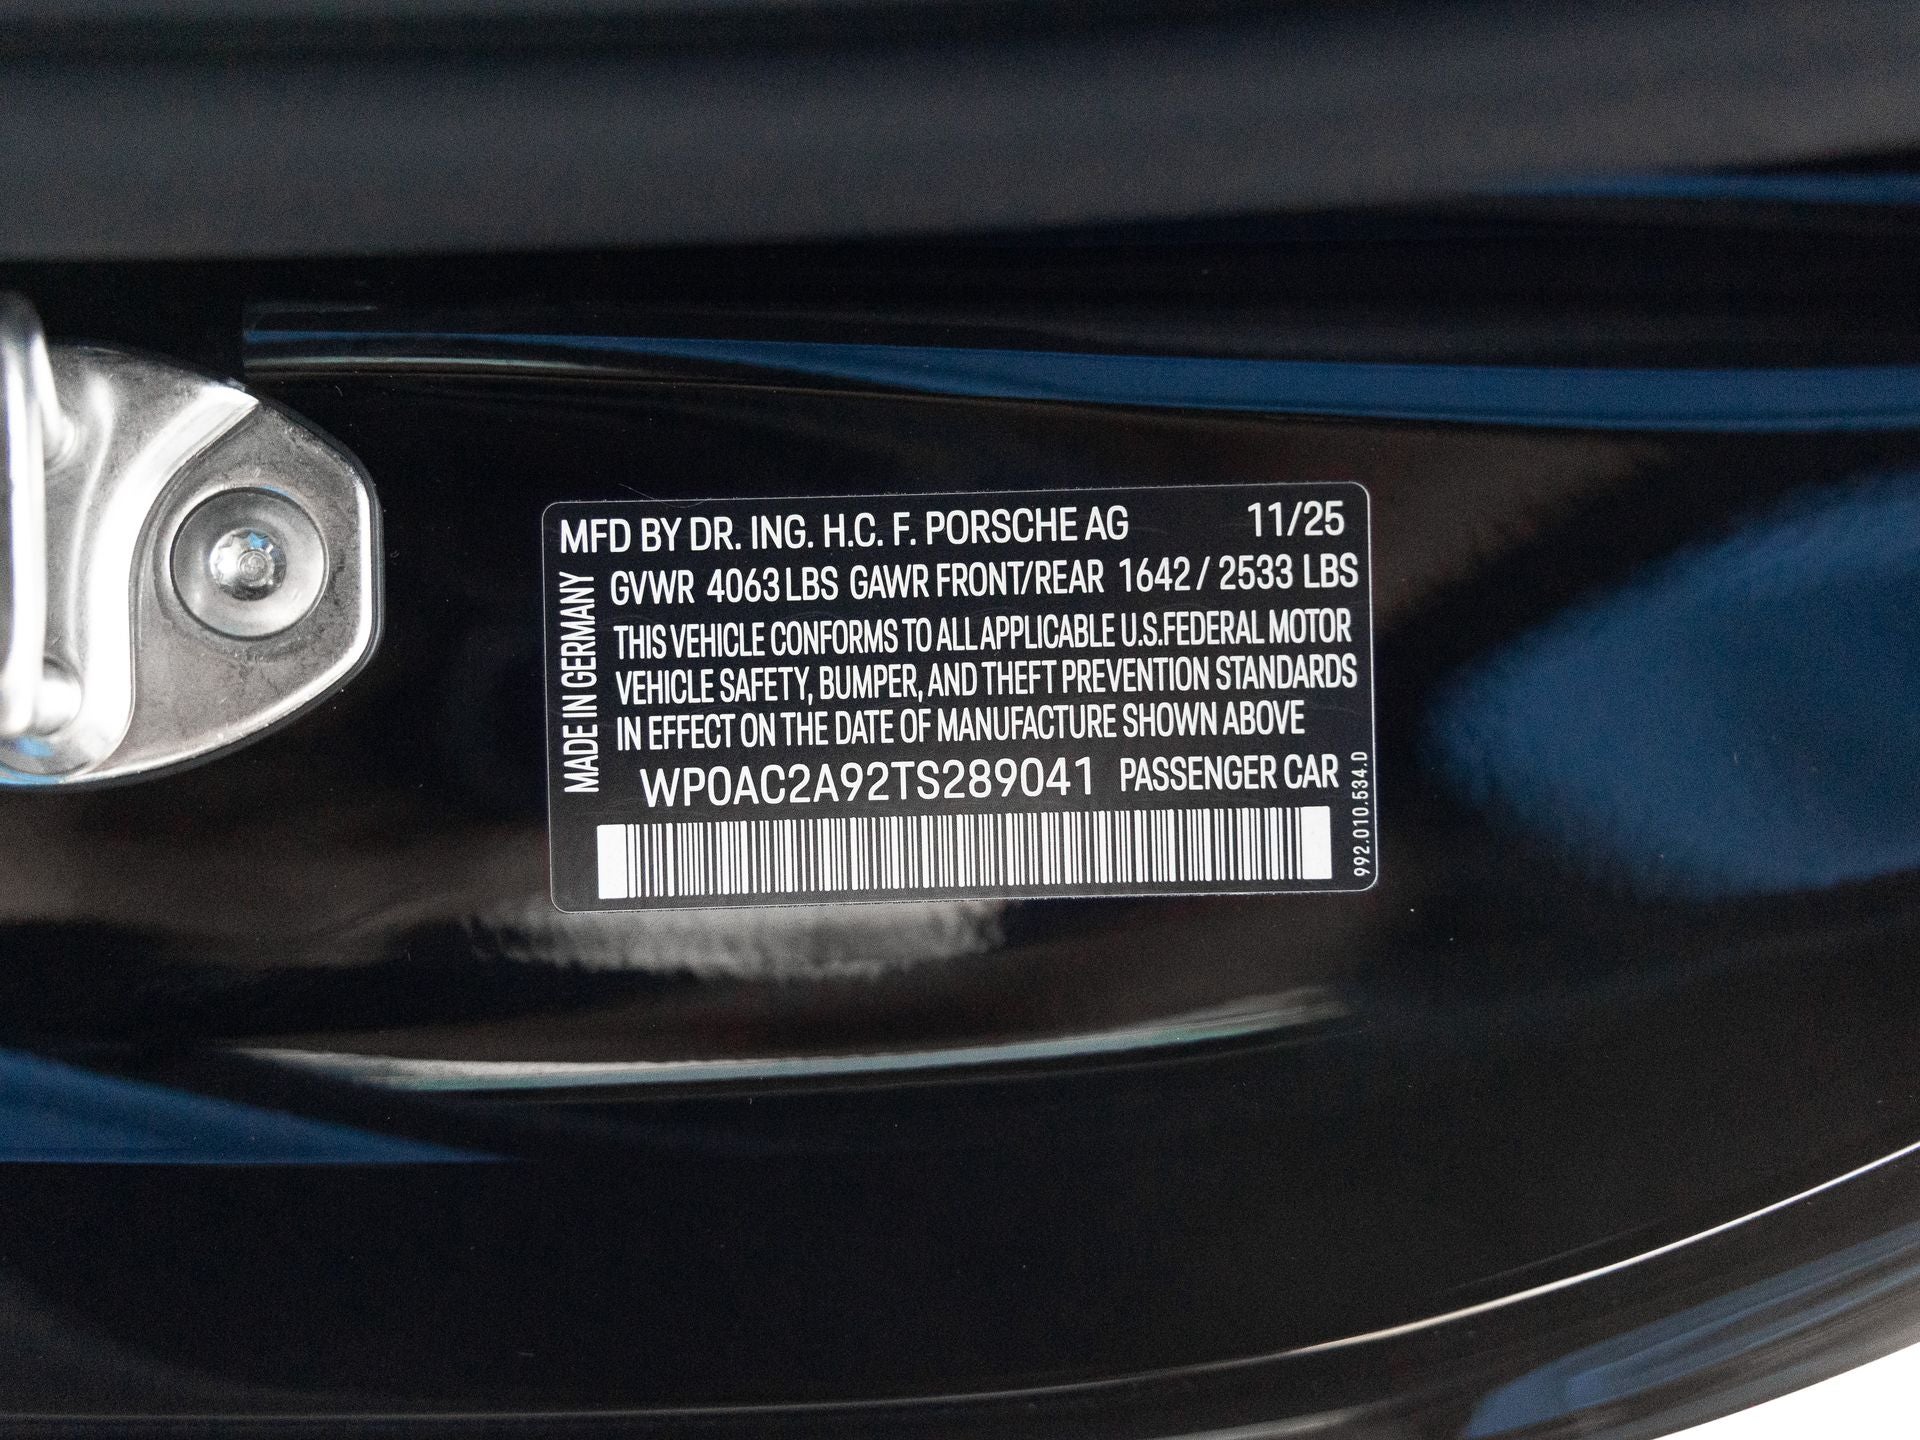 MFD BY DR. ING. H.C. F. PORSCHE AG 11/25
GVWR 4063 LBS GAWR FRONT/REAR 1642 / 2533 LBS
THIS VEHICLE CONFORMS TO ALL APPLICABLE U.S.FEDERAL MOTOR
VEHICLE SAFETY, BUMPER, AND THEFT PREVENTION STANDARDS
IN EFFECT ON THE DATE OF MANUFACTURE SHOWN ABOVE
WP0AC2A92TS289041 PASSENGER CAR
MADE IN GERMANY
992.010.534.D